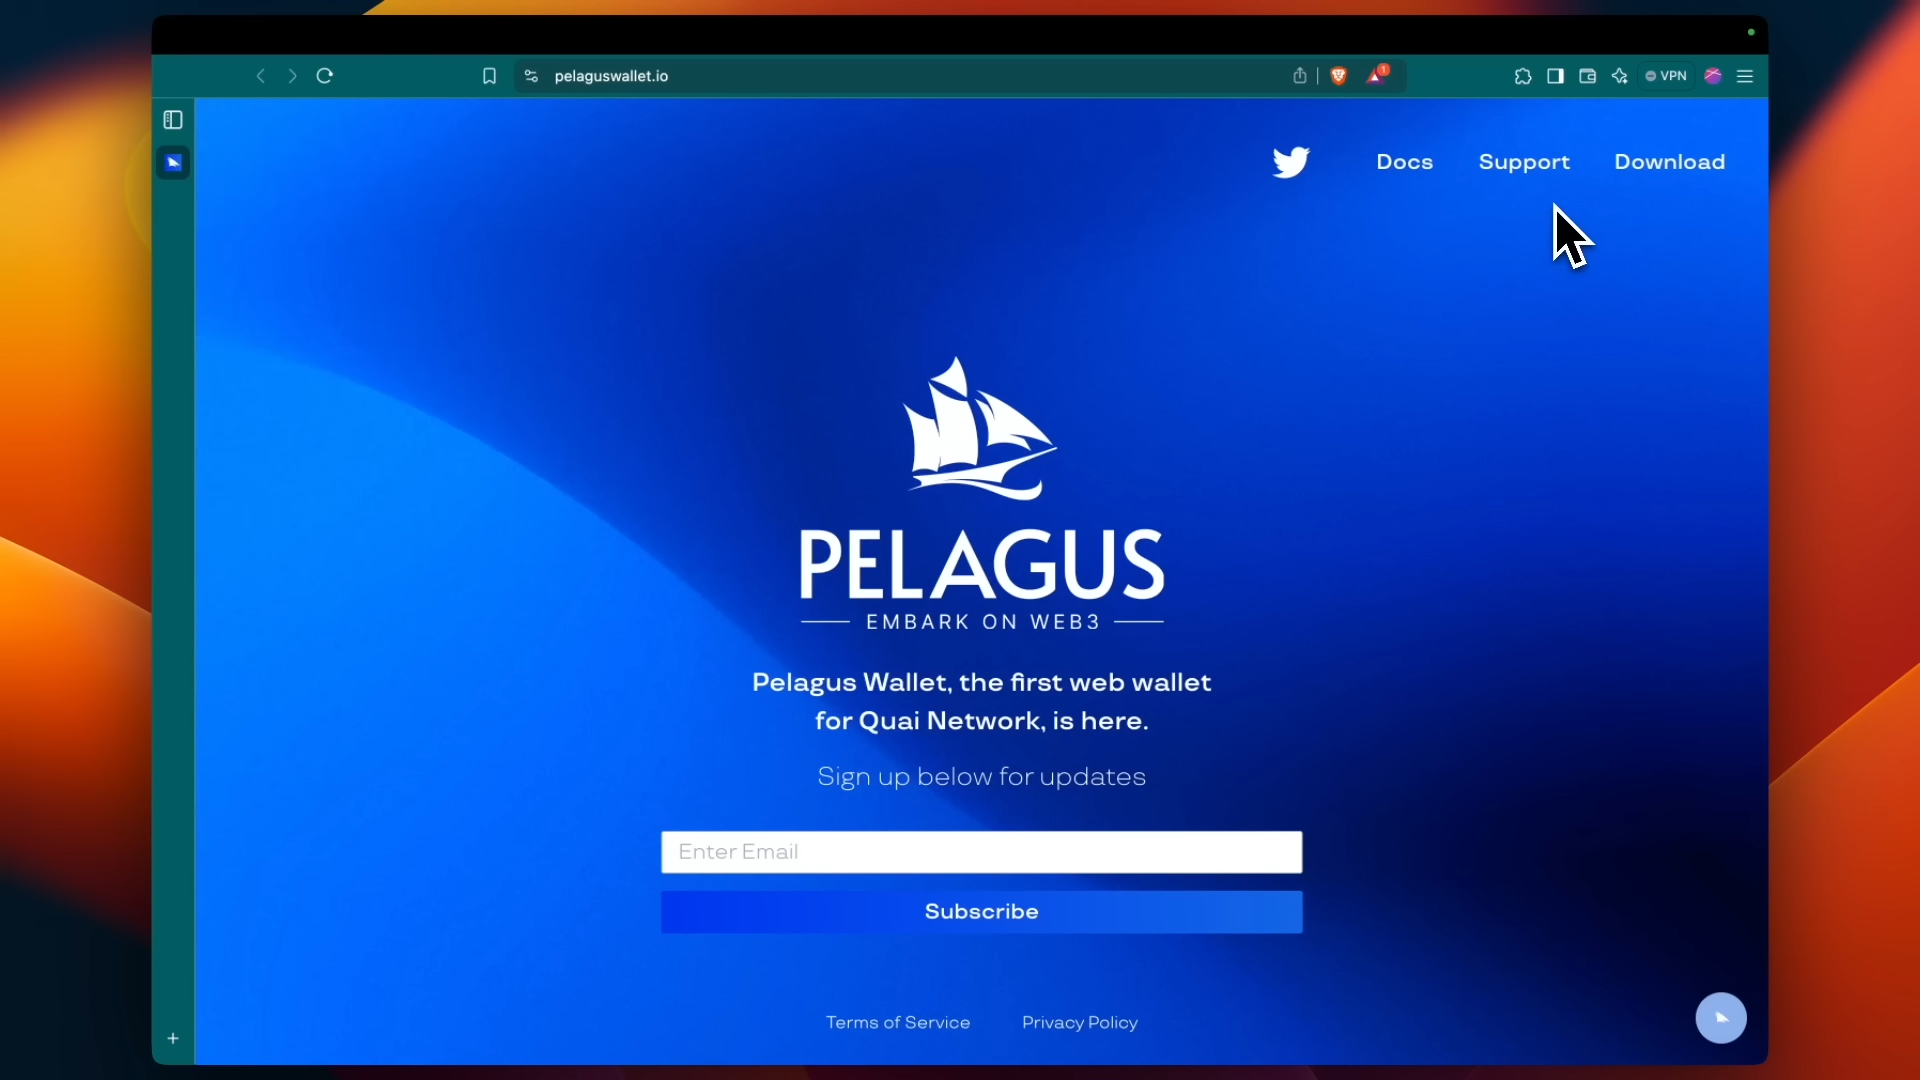 pelaguswallet.io
1
VPN
Docs
Support
Download
PELAGUS
EMBARK ON WEB3
Pelagus Wallet, the first web wallet
for Quai Network, is here.
Sign up below for updates
Enter Email
Subscribe
Terms of Service
Privacy Policy